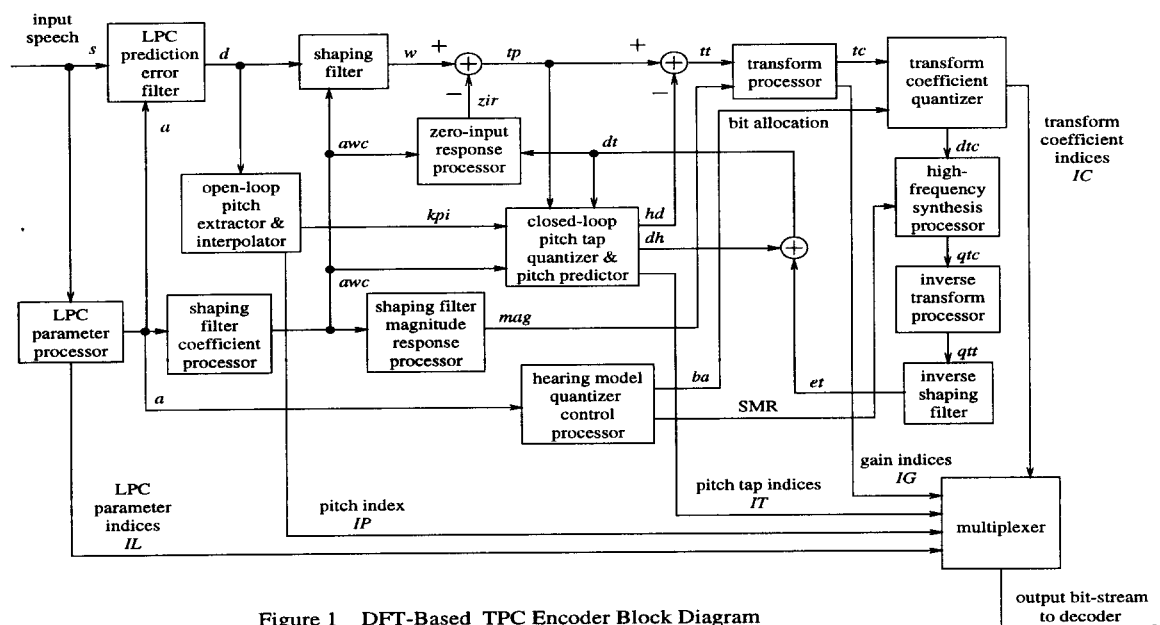 input
speech
s
LPC
prediction
error
filter
d
shaping
filter
w
+
+
tp
+
+
tt
transform
processor
tc
transform
coefficient
quantizer
−
zir
−
a
zero-input
response
processor
awc
dt
bit allocation
transform
coefficient
indices
IC
dtc
open-loop
pitch
extractor &
interpolator
kpi
closed-loop
pitch tap
quantizer &
pitch predictor
hd
dh
+
high-
frequency
synthesis
processor
qtc
awc
LPC
parameter
processor
shaping
filter
coefficient
processor
shaping filter
magnitude
response
processor
mag
inverse
transform
processor
qtt
a
hearing model
quantizer
control
processor
ba
SMR
et
inverse
shaping
filter
LPC
parameter
indices
IL
pitch index
IP
pitch tap indices
IT
gain indices
IG
multiplexer
output bit-stream
to decoder
Figure 1 DFT-Based TPC Encoder Block Diagram